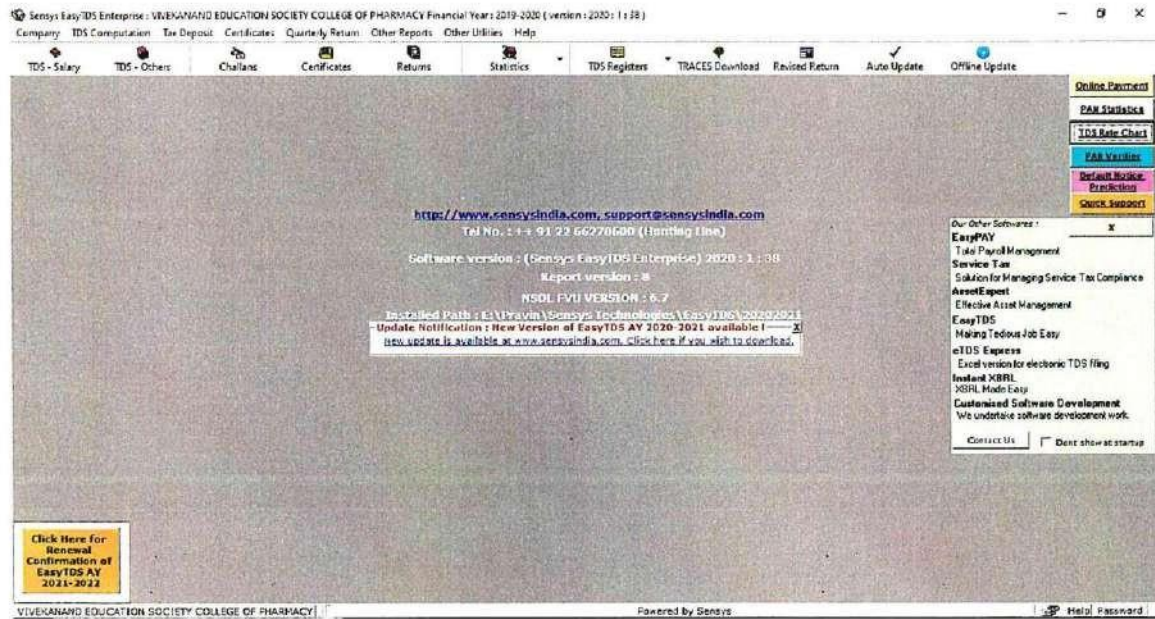 Sensys EasyTDS Enterprise : VIVEKANAND EDUCATION SOCIETY COLLEGE OF PHARMACY Financial Year : 2019-2020 ( version : 2020 : 1 : 38 )
Company TDS Computation Tax Deposit Certificates Quarterly Return Other Reports Other Utilities Help
TDS - Salary TDS - Others Challans Certificates Returns Statistics TDS Registers TRACES Download Revised Return Auto Update Offline Update
Online Payment
PAN Statistics
TDS Rate Chart
PAN Verifier
Default Notice
Prediction
Quick Support
http://www.sensysindia.com, support@sensysindia.com
Tel No. : ++ 91 22 66270600 (Hunting Line)
Software version : (Sensys EasyTDS Enterprise) 2020 : 1 : 38
Report version : 8
NSDL FVU VERSION : 6.7
Installed Path : E:\Pravin\Sensys Technologies\EasyTDS\20202021
Update Notification : New Version of EasyTDS AY 2020-2021 available ! X
New update is available at www.sensysindia.com. Click here if you wish to download.
Our Other Softwares : X
EasyPAY
Total Payroll Management
Service Tax
Solution for Managing Service Tax Compliance
AssetExpert
Effective Asset Management
EasyTDS
Making Tedious Job Easy
eTDS Express
Excel version for electronic TDS filing
Instant XBRL
XBRL Made Easy
Customised Software Development
We undertake software development work.
Contact Us Dont show at startup
Click Here for
Renewal
Confirmation of
EasyTDS AY
2021-2022
VIVEKANAND EDUCATION SOCIETY COLLEGE OF PHARMACY Powered by Sensys Help Password